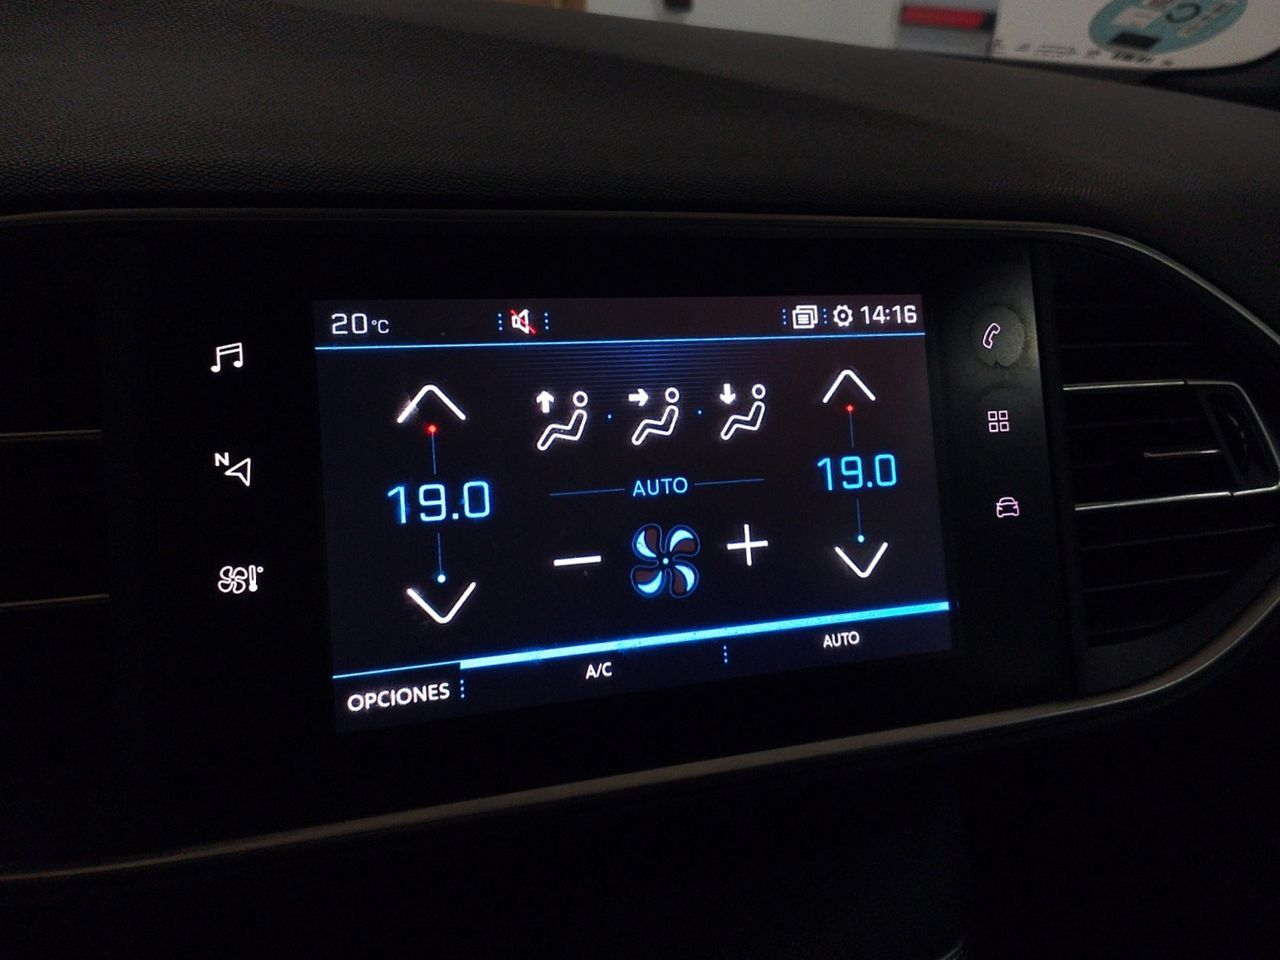 20°C
14:16
N
19.0
19.0
AUTO
A/C
AUTO
OPCIONES